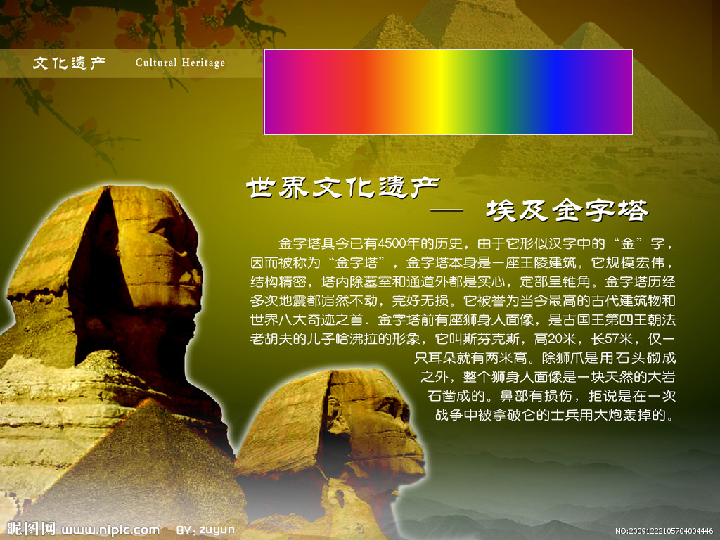 文化遗产 Cultural Heritage
世界文化遗产
— 埃及金字塔
金字塔具今已有4500年的历史，由于它形似汉字中的“金”字，
因而被称为“金字塔”，金字塔本身是一座王陵建筑。它规模宏伟，
结构精密，塔内除墓室和通道外都是实心，定部呈锥角。金字塔历经
多次地震都岿然不动，完好无损。它被誉为当今最高的古代建筑物和
世界八大奇迹之首．金字塔前有座狮身人面像，是古国王第四王朝法
老胡夫的儿子哈沸拉的形象，它叫斯芬克斯，高20米，长57米，仅一
只耳朵就有两米高。除狮爪是用石头砌成
之外，整个狮身人面像是一块天然的大岩
石凿成的。鼻部有损伤，拒说是在一次
战争中被拿破仑的士兵用大炮轰掉的。
昵图网 www.nipic.com BY: zuyun
NO:20091222105704004446